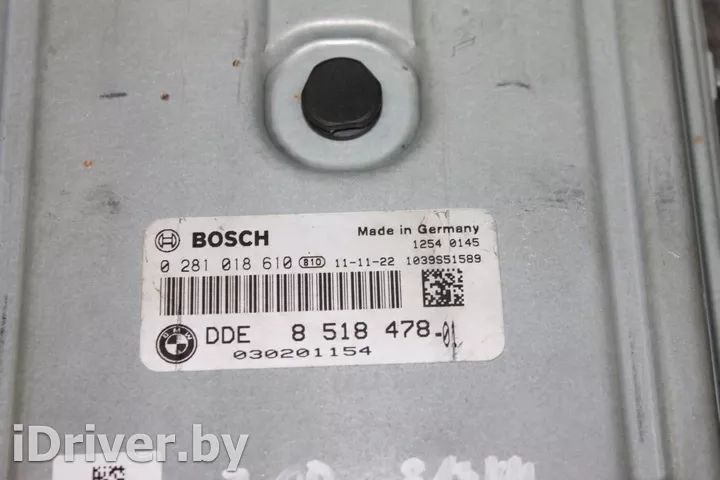 BOSCH
Made in Germany
1254 0145
0 281 018 610 810 11-11-22 1039S51589
BMW
DDE 8 518 478-01
030201154
iDriver.by